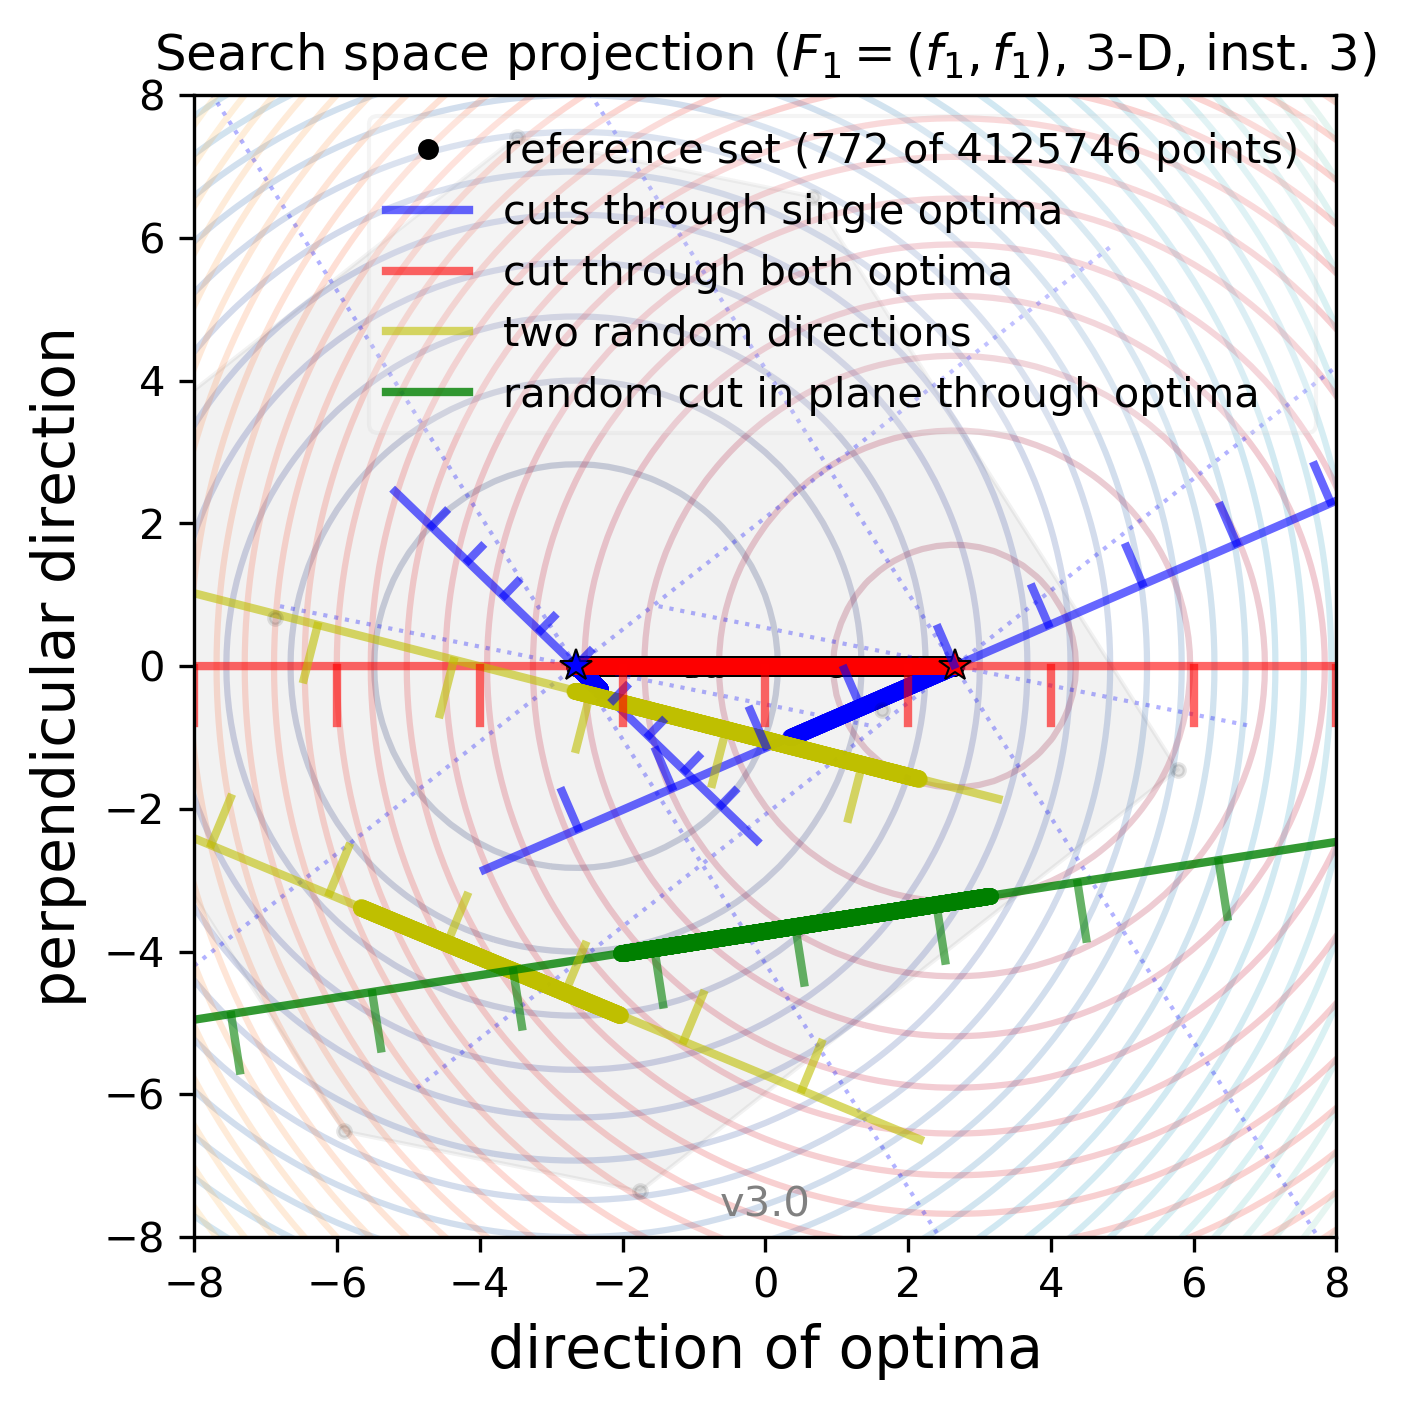 Search space projection (F₁ = (f₁, f₁), 3-D, inst. 3)
reference set (772 of 4125746 points)
cuts through single optima
cut through both optima
two random directions
random cut in plane through optima
perpendicular direction
8
6
4
2
0
−2
−4
−6
−8
v3.0
−8 −6 −4 −2 0 2 4 6 8
direction of optima